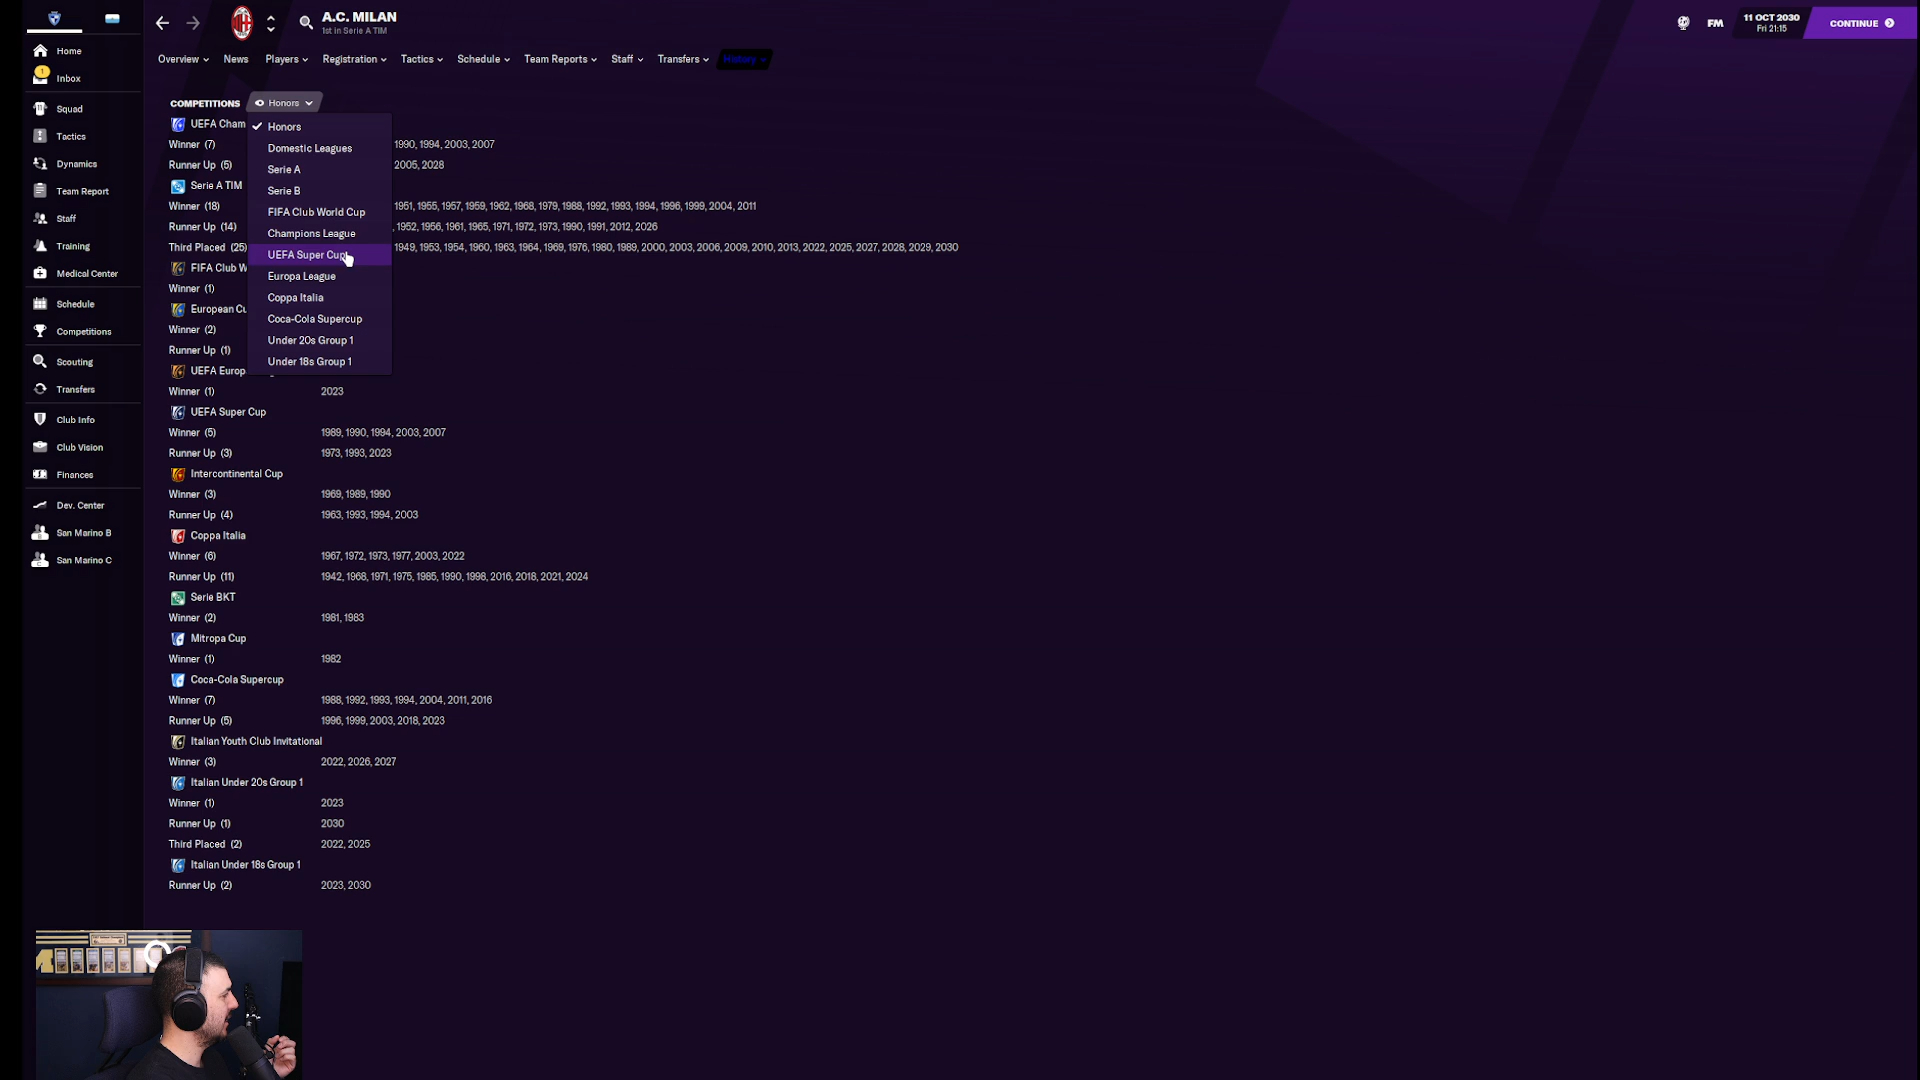 A.C. MILAN
1st in Serie A TIM
FM
11 OCT 2030
Fri 21:15
CONTINUE
Overview
News
Players
Registration
Tactics
Schedule
Team Reports
Staff
Transfers
History
Home
1
Inbox
Squad
Tactics
Dynamics
Team Report
Staff
Training
Medical Center
Schedule
Competitions
Scouting
Transfers
Club Info
Club Vision
Finances
Dev. Center
San Marino B
San Marino C
COMPETITIONS
Honors
Honors
Domestic Leagues
Serie A
Serie B
FIFA Club World Cup
Champions League
UEFA Super Cup
Europa League
Coppa Italia
Coca-Cola Supercup
Under 20s Group 1
Under 18s Group 1
UEFA Cham
Winner (7) 1990, 1994, 2003, 2007
Runner Up (5) 2005, 2028
Serie A TIM
Winner (18) 1951, 1955, 1957, 1959, 1962, 1968, 1979, 1988, 1992, 1993, 1994, 1996, 1999, 2004, 2011
Runner Up (14) , 1952, 1956, 1961, 1965, 1971, 1972, 1973, 1990, 1991, 2012, 2026
Third Placed (25) 1949, 1953, 1954, 1960, 1963, 1964, 1969, 1976, 1980, 1989, 2000, 2003, 2006, 2009, 2010, 2013, 2022, 2025, 2027, 2028, 2029, 2030
FIFA Club W
Winner (1)
European Cu
Winner (2)
Runner Up (1)
UEFA Europ
Winner (1) 2023
UEFA Super Cup
Winner (5) 1989, 1990, 1994, 2003, 2007
Runner Up (3) 1973, 1993, 2023
Intercontinental Cup
Winner (3) 1969, 1989, 1990
Runner Up (4) 1963, 1993, 1994, 2003
Coppa Italia
Winner (6) 1967, 1972, 1973, 1977, 2003, 2022
Runner Up (11) 1942, 1968, 1971, 1975, 1985, 1990, 1998, 2016, 2018, 2021, 2024
Serie BKT
Winner (2) 1981, 1983
Mitropa Cup
Winner (1) 1982
Coca-Cola Supercup
Winner (7) 1988, 1992, 1993, 1994, 2004, 2011, 2016
Runner Up (5) 1996, 1999, 2003, 2018, 2023
Italian Youth Club Invitational
Winner (3) 2022, 2026, 2027
Italian Under 20s Group 1
Winner (1) 2023
Runner Up (1) 2030
Third Placed (2) 2022, 2025
Italian Under 18s Group 1
Runner Up (2) 2023, 2030